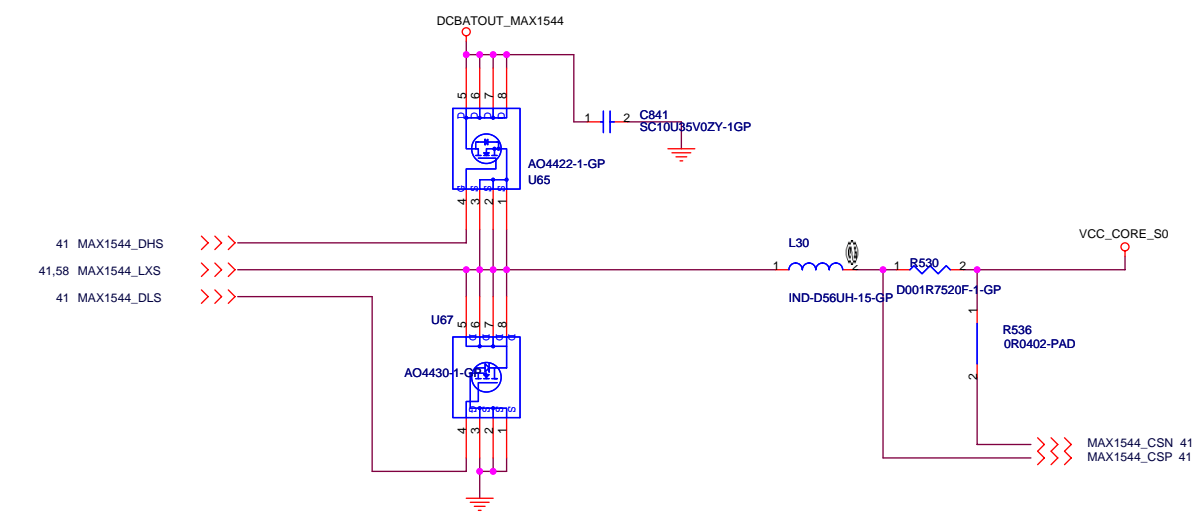 DCBATOUT_MAX1544
5 6 7 8
D D D D
1 2
C841
SC10U35V0ZY-1GP
AO4422-1-GP
U65
G S S S
4 3 2 1
41 MAX1544_DHS
41,58 MAX1544_LXS
41 MAX1544_DLS
L30
1 2
IND-D56UH-15-GP
R530
1 2
D001R7520F-1-GP
VCC_CORE_S0
1
R536
0R0402-PAD
2
U67
5 6 7 8
D D D D
AO4430-1-GP
G S S S
4 3 2 1
MAX1544_CSN 41
MAX1544_CSP 41